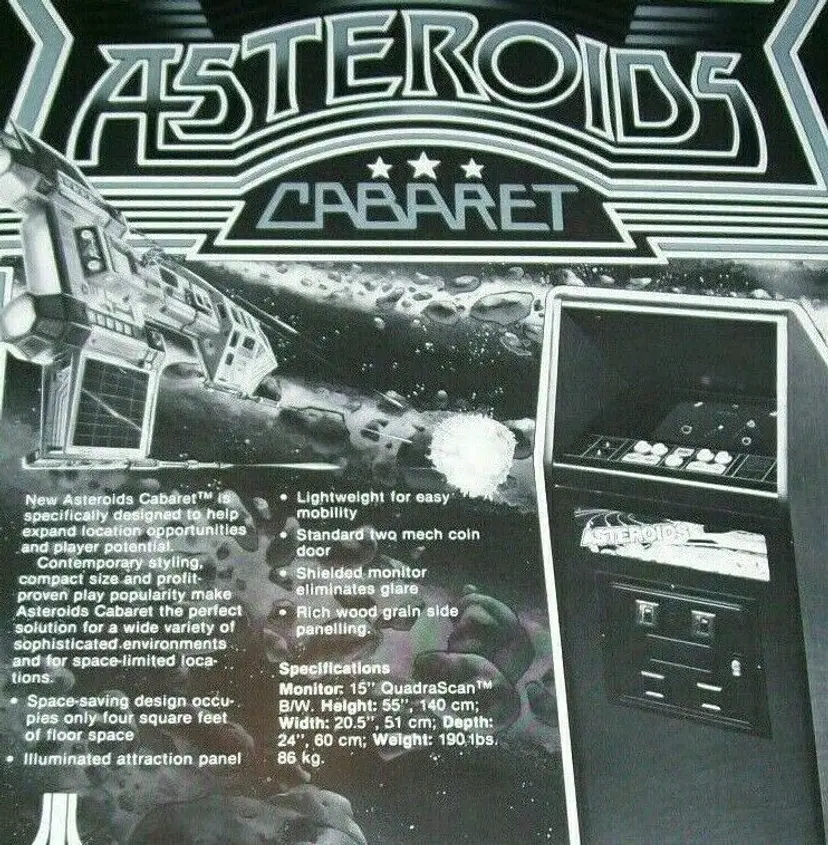 ASTEROIDS
CABARET
New Asteroids Cabaret™ is
specifically designed to help
expand location opportunities
and player potential.
Contemporary styling,
compact size and profit-
proven play popularity make
Asteroids Cabaret the perfect
solution for a wide variety of
sophisticated environments
and for space-limited loca-
tions.
• Space-saving design occu-
pies only four square feet
of floor space
• Illuminated attraction panel
• Lightweight for easy
mobility
• Standard two mech coin
door
• Shielded monitor
eliminates glare
• Rich wood grain side
panelling.
Specifications
Monitor: 15" QuadraScan™
B/W. Height: 55", 140 cm;
Width: 20.5", 51 cm; Depth:
24", 60 cm; Weight: 190 lbs.
86 kg.
ASTEROIDS